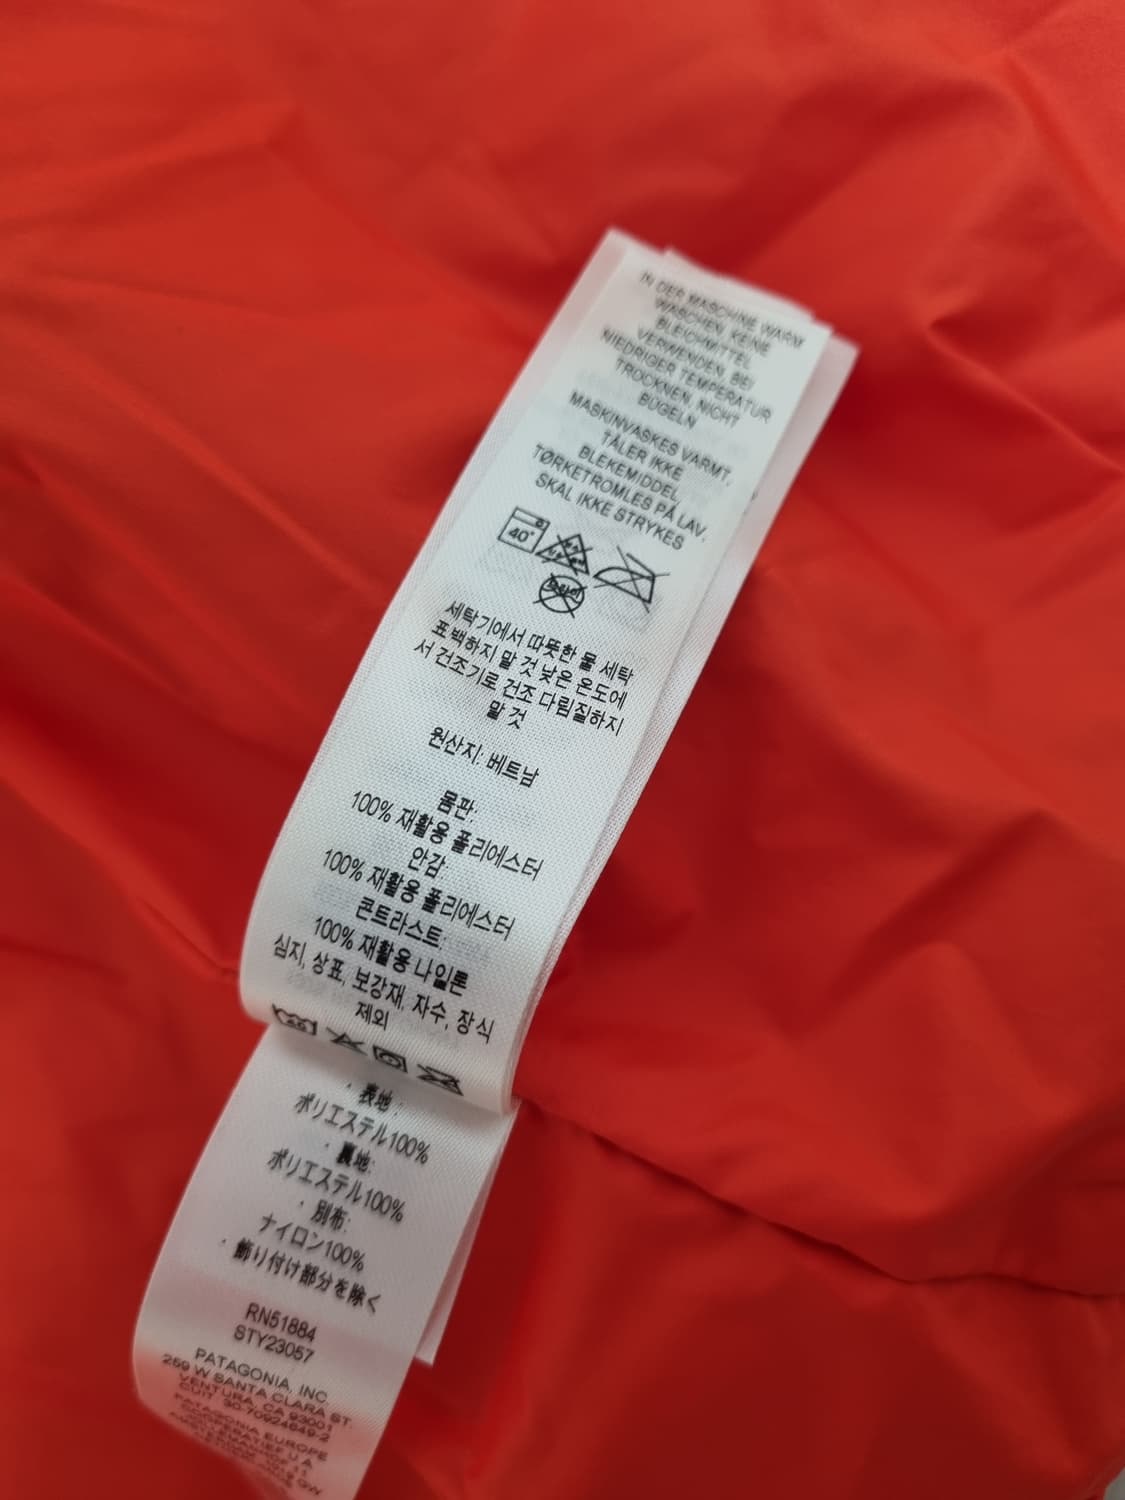 IN DER MASCHINE WARM
WASCHEN, KEINE
BLEICHMITTEL
VERWENDEN, BEI
NIEDRIGER TEMPERATUR
TROCKNEN, NICHT
BÜGELN
MASKINVASKES VARMT,
TÅLER IKKE
BLEKEMIDDEL,
TØRKETROMLES PÅ LAV,
SKAL IKKE STRYKES
40°
세탁기에서 따뜻한 물 세탁
표백하지 말 것 낮은 온도에
서 건조기로 건조 다림질하지
말 것
원산지: 베트남
몸판:
100% 재활용 폴리에스터
안감:
100% 재활용 폴리에스터
콘트라스트:
100% 재활용 나일론
심지, 상표, 보강재, 자수, 장식
제외
・表地:
ポリエステル100%
・裏地:
ポリエステル100%
・別布:
ナイロン100%
・飾り付け部分を除く
RN51884
STY23057
PATAGONIA, INC.
259 W SANTA CLARA ST.
VENTURA, CA 93001
CUIT: 30-70924649-2
PATAGONIA EUROPE
COOPERATIEF U.A.